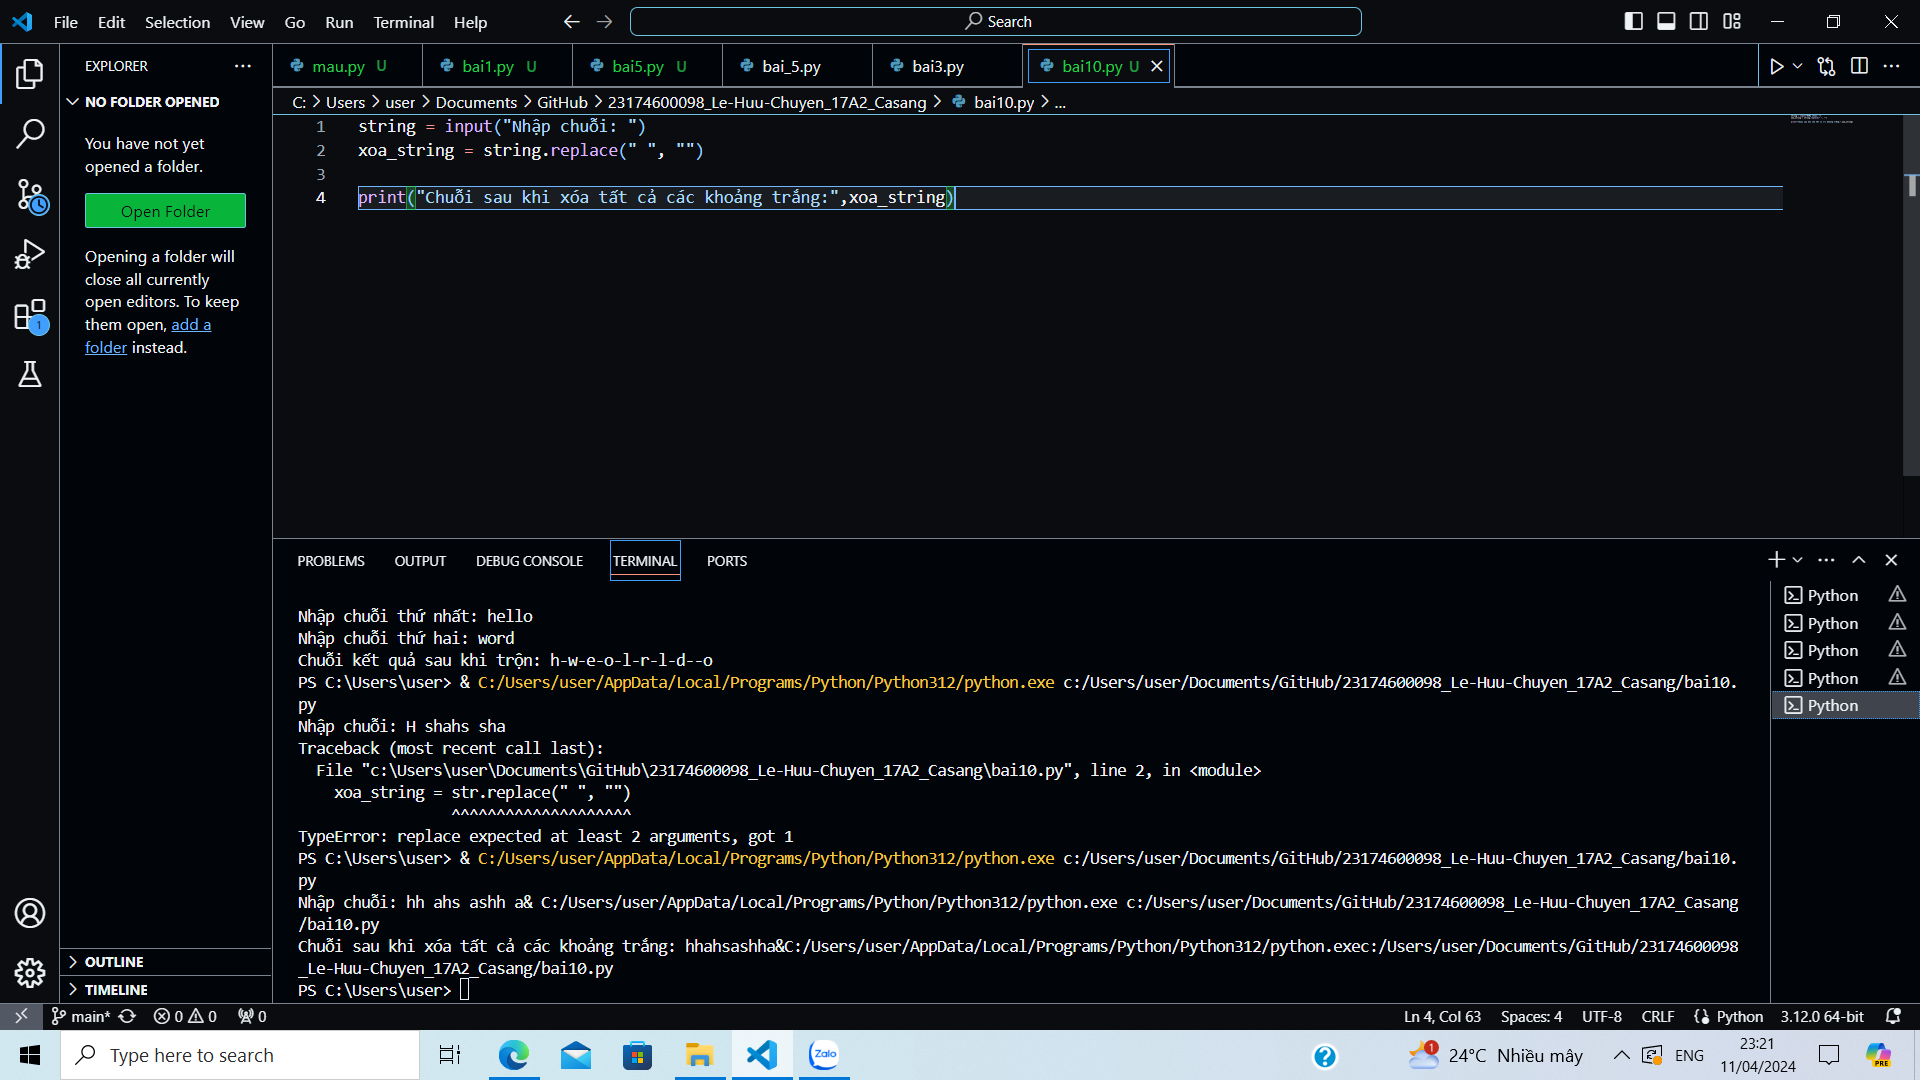 File Edit Selection View Go Run Terminal Help
Search
EXPLORER
mau.py U
bai1.py U
bai5.py U
bai_5.py
bai3.py
bai10.py U
NO FOLDER OPENED
C: > Users > user > Documents > GitHub > 23174600098_Le-Huu-Chuyen_17A2_Casang > bai10.py > ...
You have not yet
opened a folder.
Open Folder
Opening a folder will
close all currently
open editors. To keep
them open, add a
folder instead.
1 string = input("Nhập chuỗi: ")
2 xoa_string = string.replace(" ", "")
3
4 print("Chuỗi sau khi xóa tất cả các khoảng trắng:",xoa_string)
1
PROBLEMS OUTPUT DEBUG CONSOLE TERMINAL PORTS
Nhập chuỗi thứ nhất: hello
Nhập chuỗi thứ hai: word
Chuỗi kết quả sau khi trộn: h-w-e-o-l-r-l-d--o
PS C:\Users\user> & C:/Users/user/AppData/Local/Programs/Python/Python312/python.exe c:/Users/user/Documents/GitHub/23174600098_Le-Huu-Chuyen_17A2_Casang/bai10.
py
Nhập chuỗi: H shahs sha
Traceback (most recent call last):
  File "c:\Users\user\Documents\GitHub\23174600098_Le-Huu-Chuyen_17A2_Casang\bai10.py", line 2, in <module>
    xoa_string = str.replace(" ", "")
                 ^^^^^^^^^^^^^^^^^^^^
TypeError: replace expected at least 2 arguments, got 1
PS C:\Users\user> & C:/Users/user/AppData/Local/Programs/Python/Python312/python.exe c:/Users/user/Documents/GitHub/23174600098_Le-Huu-Chuyen_17A2_Casang/bai10.
py
Nhập chuỗi: hh ahs ashh a& C:/Users/user/AppData/Local/Programs/Python/Python312/python.exe c:/Users/user/Documents/GitHub/23174600098_Le-Huu-Chuyen_17A2_Casang
/bai10.py
Chuỗi sau khi xóa tất cả các khoảng trắng: hhahsashha&C:/Users/user/AppData/Local/Programs/Python/Python312/python.exec:/Users/user/Documents/GitHub/23174600098
_Le-Huu-Chuyen_17A2_Casang/bai10.py
PS C:\Users\user>
Python
Python
Python
Python
Python
OUTLINE
TIMELINE
main* 0 0 0
Ln 4, Col 63 Spaces: 4 UTF-8 CRLF Python 3.12.0 64-bit
Type here to search
Zalo
1
24°C Nhiều mây
ENG
23:21
11/04/2024
PRE